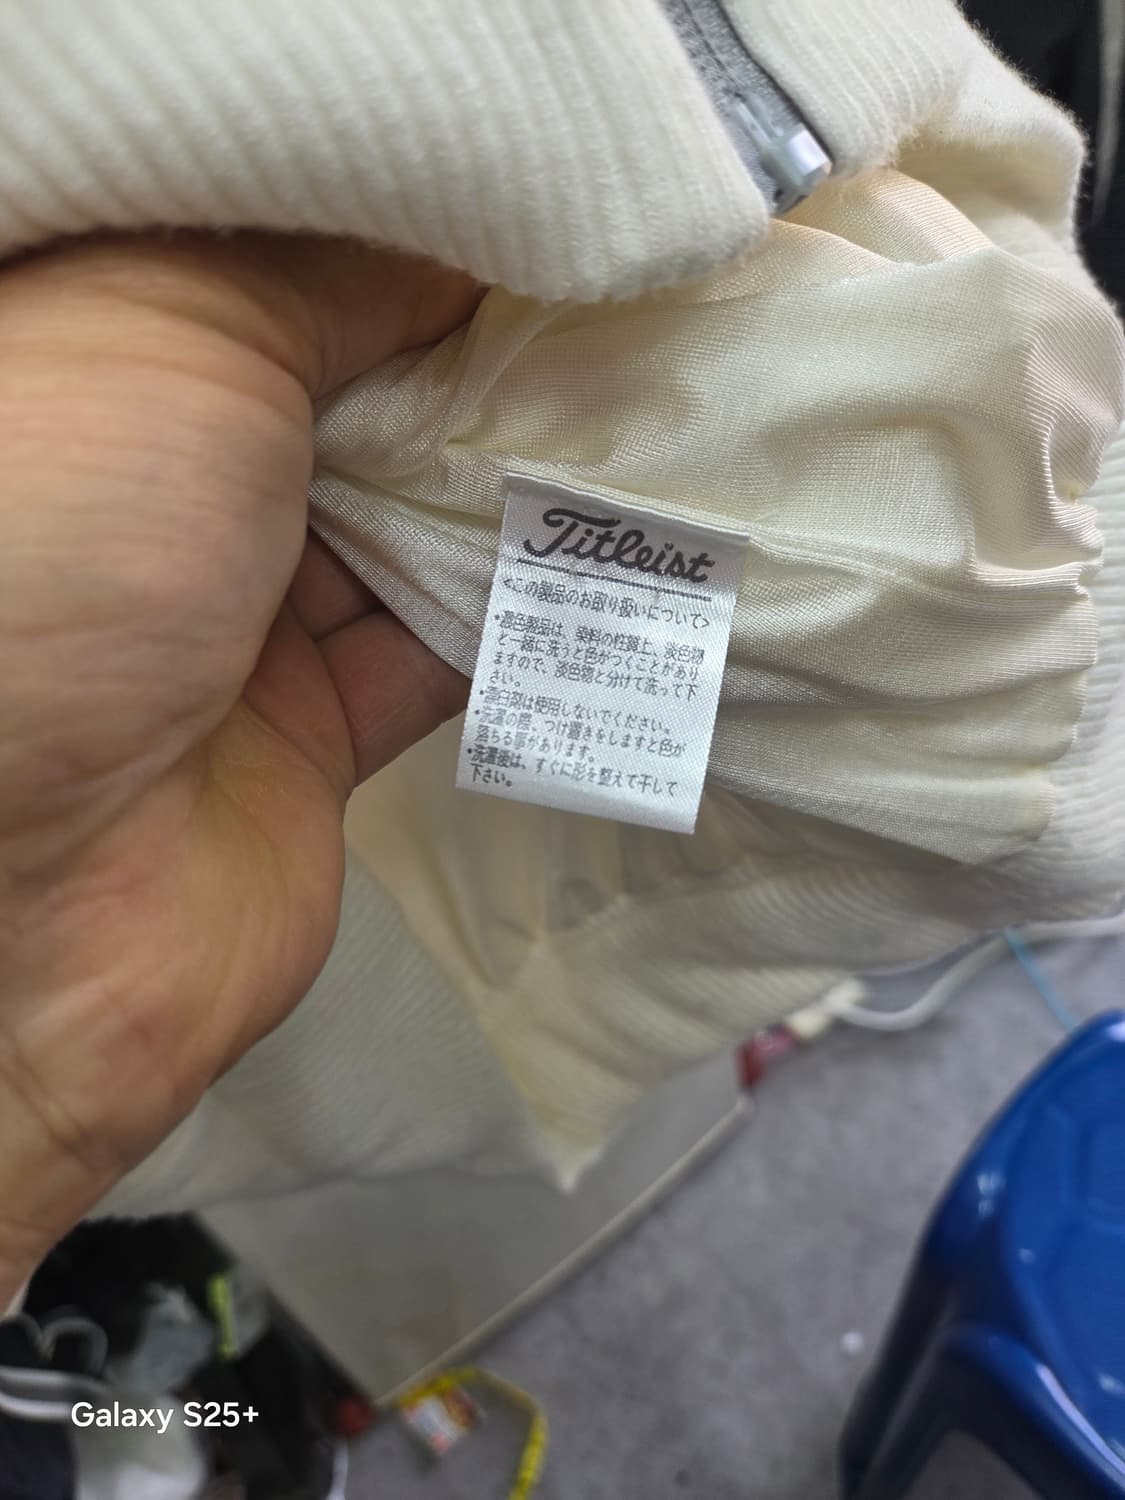 Titleist
<この製品のお取り扱いについて>
・濃色製品は、染料の性質上、淡色物
と一緒に洗うと色がつくことがあり
ますので、淡色物と分けて洗って下
さい。
・漂白剤は使用しないでください。
・洗濯の際、つけ置きをしますと色が
落ちる事があります。
・洗濯後は、すぐに形を整えて干して
下さい。
Galaxy S25+